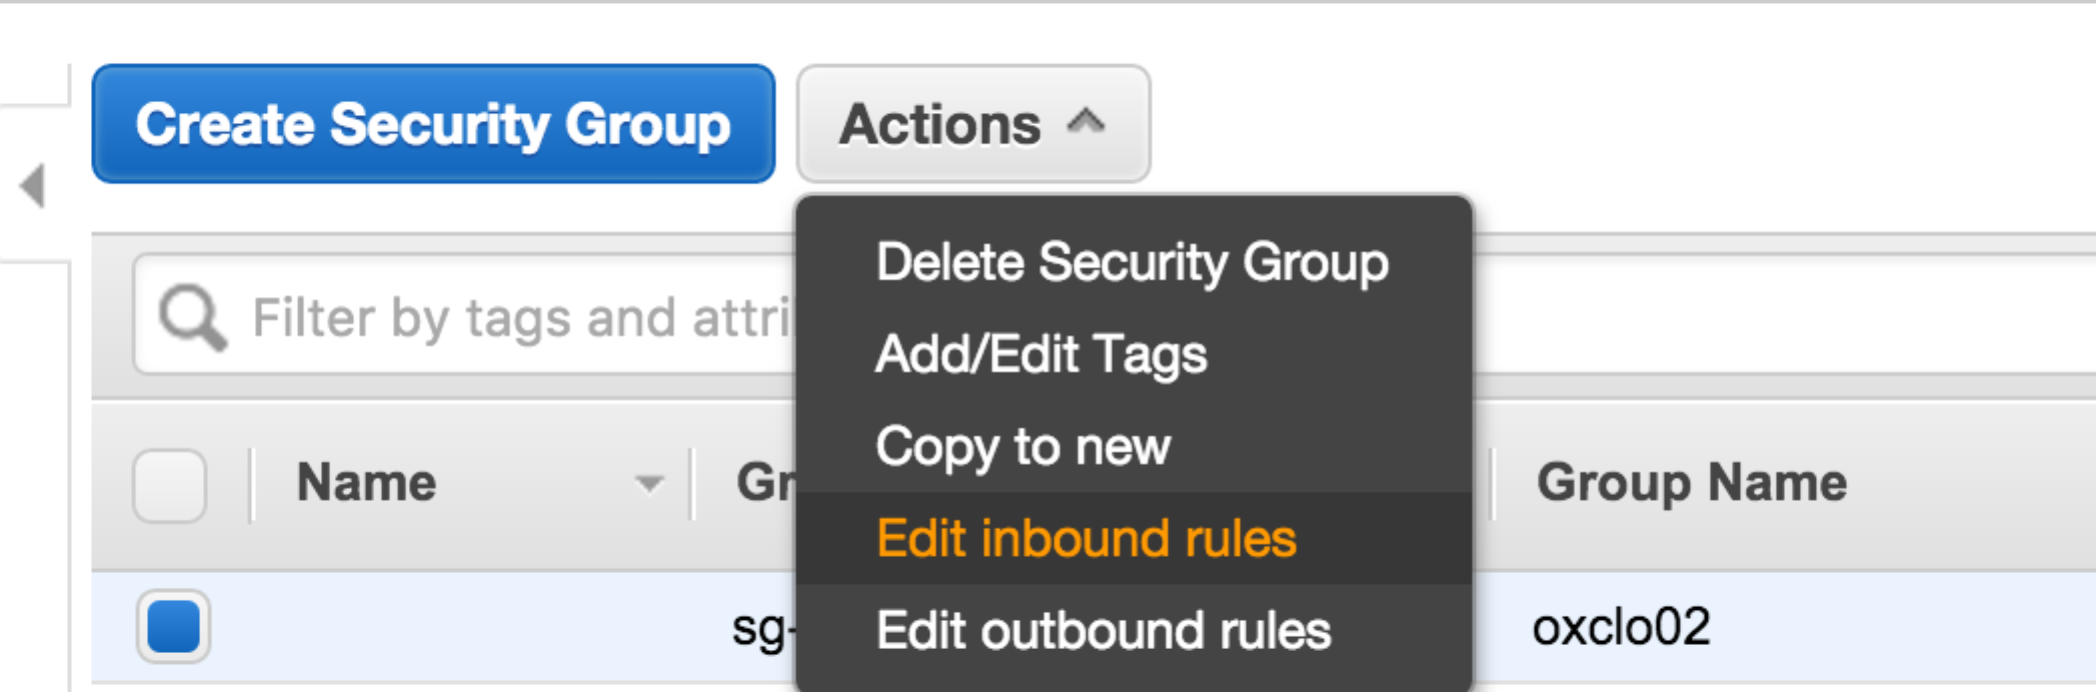 Create Security Group
Actions
Delete Security Group
Filter by tags and attri
Add/Edit Tags
Copy to new
Name
Gr
Group Name
Edit inbound rules
sg-
Edit outbound rules
oxclo02